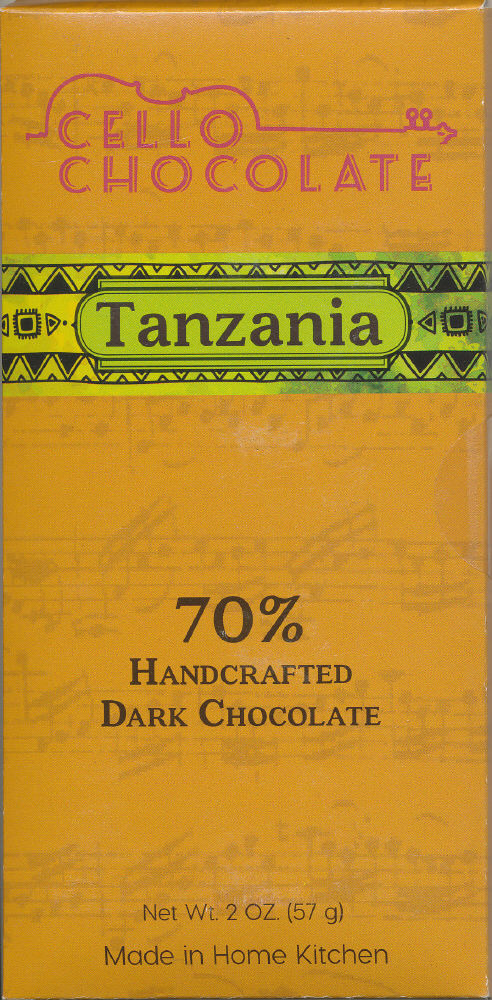 CELLO
CHOCOLATE
Tanzania
70%
HANDCRAFTED
DARK CHOCOLATE
Net Wt. 2 OZ. (57 g)
Made in Home Kitchen